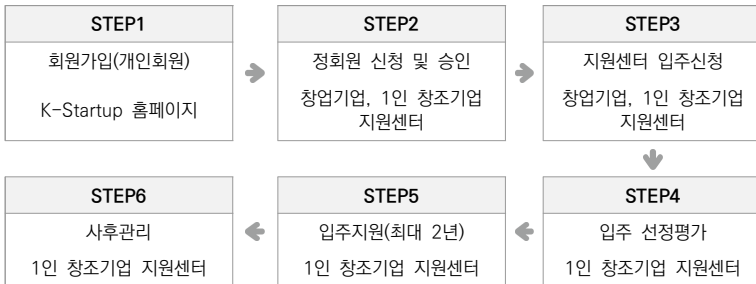 STEP1
회원가입(개인회원)
K-Startup 홈페이지
STEP2
정회원 신청 및 승인
창업기업, 1인 창조기업
지원센터
STEP3
지원센터 입주신청
창업기업, 1인 창조기업
지원센터
STEP4
입주 선정평가
1인 창조기업 지원센터
STEP5
입주지원(최대 2년)
1인 창조기업 지원센터
STEP6
사후관리
1인 창조기업 지원센터